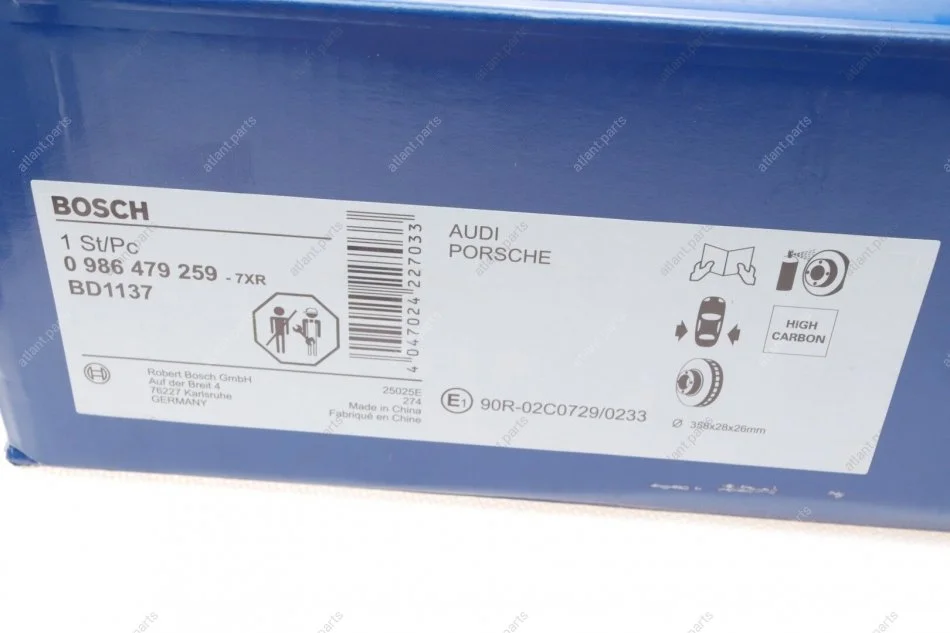 BOSCH
1 St/Pc
0 986 479 259 - 7XR
BD1137
Robert Bosch GmbH
Auf der Breit 4
76227 Karlsruhe
GERMANY
25025E
274
Made in China
Fabriqué en Chine
4 047024 227033
AUDI
PORSCHE
E1 90R-02C0729/0233
HIGH
CARBON
Ø 358x28x26mm
atlant.parts